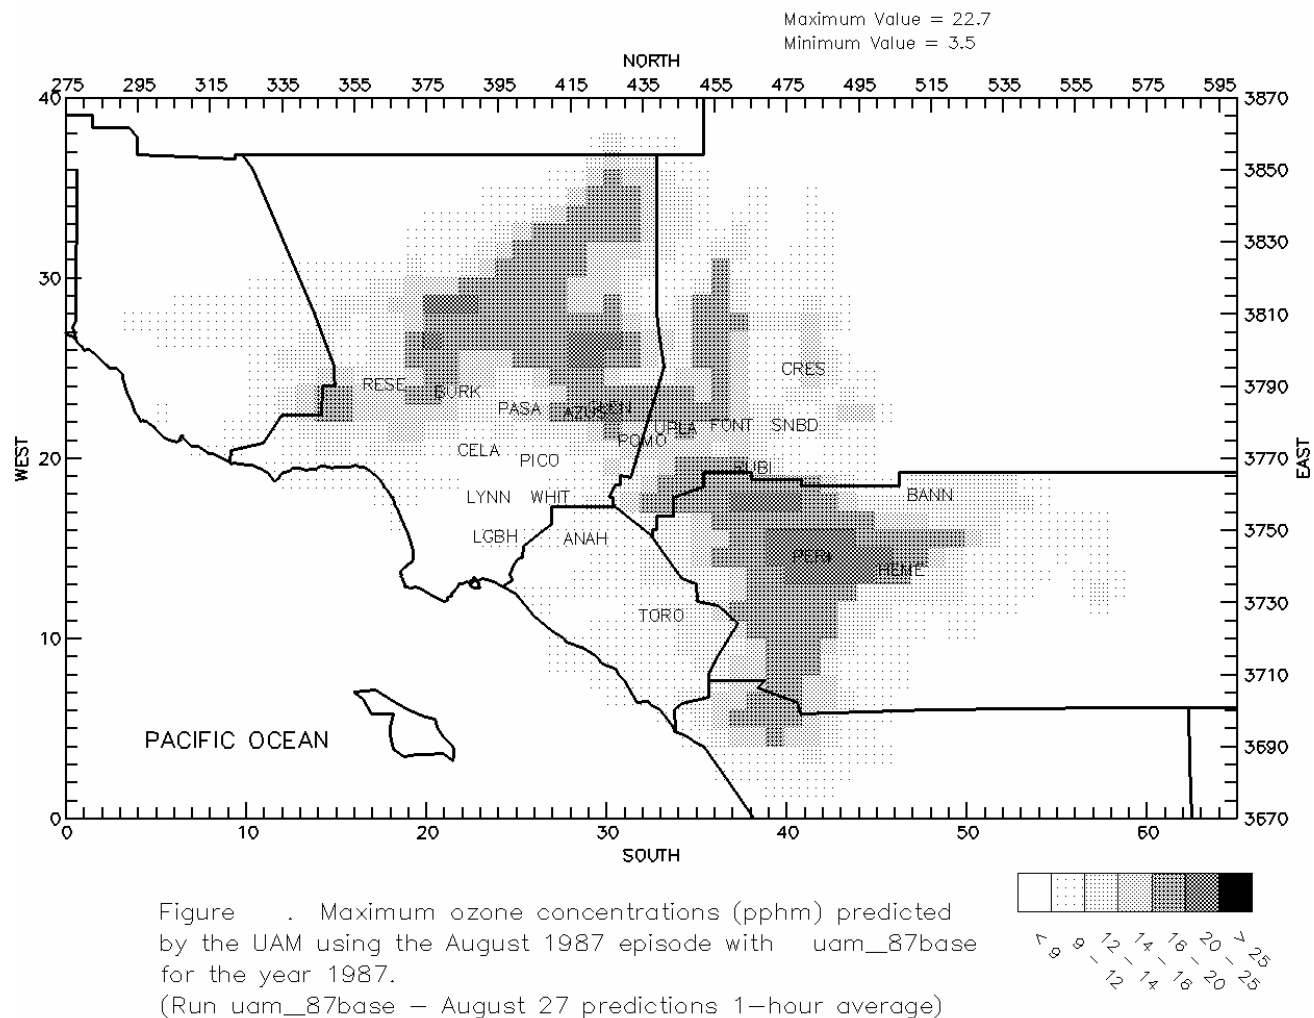 Maximum Value = 22.7
Minimum Value = 3.5
NORTH
275 295 315 335 355 375 395 415 435 455 475 495 515 535 555 575 595
40 3870
3850
3830
30 3810
CRES
3790
RESE BURK
PASA AZUS
UPLA FONT SNBD
POMO
CELA
WEST 20 PICO RUBI 3770 EAST
LYNN WHIT BANN
LGBH ANAH 3750
PERI HEME
TORO 3730
10
3710
PACIFIC OCEAN 3690
0 3670
0 10 20 30 40 50 60
SOUTH
Figure . Maximum ozone concentrations (pphm) predicted
by the UAM using the August 1987 episode with uam_87base
for the year 1987.
(Run uam_87base – August 27 predictions 1–hour average)
< 9
9 – 12
12 – 14
14 – 16
16 – 20
20 – 25
> 25